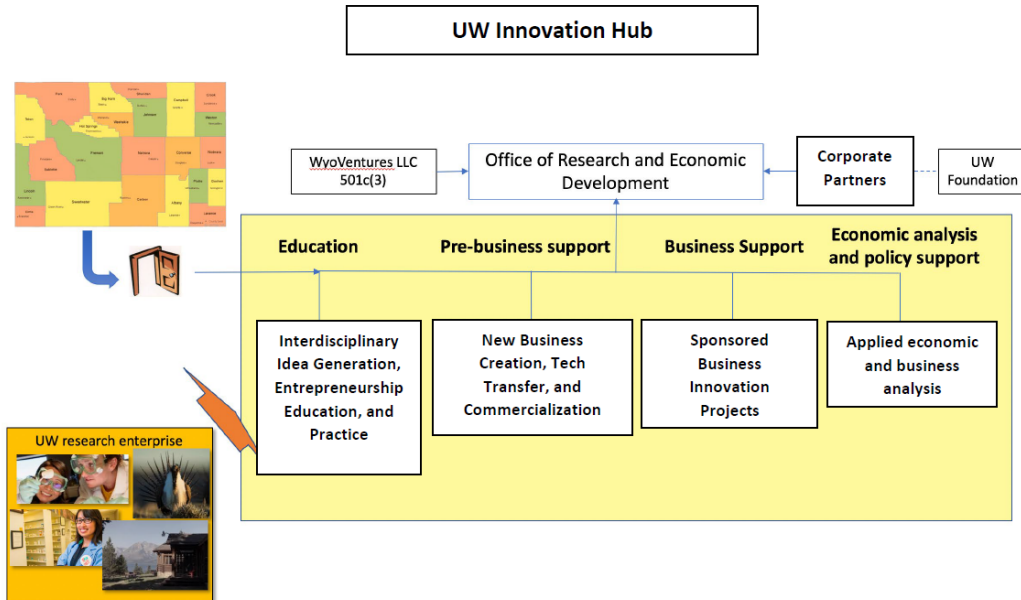 UW Innovation Hub
WyoVentures LLC
501c(3)
Office of Research and Economic
Development
Corporate
Partners
UW
Foundation
Education
Pre-business support
Business Support
Economic analysis
and policy support
Interdisciplinary
Idea Generation,
Entrepreneurship
Education, and
Practice
New Business
Creation, Tech
Transfer, and
Commercialization
Sponsored
Business
Innovation
Projects
Applied economic
and business
analysis
UW research enterprise